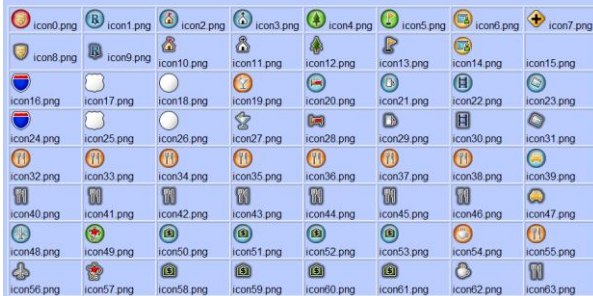 icon0.png icon1.png icon2.png icon3.png icon4.png icon5.png icon6.png icon7.png
icon8.png icon9.png icon10.png icon11.png icon12.png icon13.png icon14.png icon15.png
icon16.png icon17.png icon18.png icon19.png icon20.png icon21.png icon22.png icon23.png
icon24.png icon25.png icon26.png icon27.png icon28.png icon29.png icon30.png icon31.png
icon32.png icon33.png icon34.png icon35.png icon36.png icon37.png icon38.png icon39.png
icon40.png icon41.png icon42.png icon43.png icon44.png icon45.png icon46.png icon47.png
icon48.png icon49.png icon50.png icon51.png icon52.png icon53.png icon54.png icon55.png
icon56.png icon57.png icon58.png icon59.png icon60.png icon61.png icon62.png icon63.png